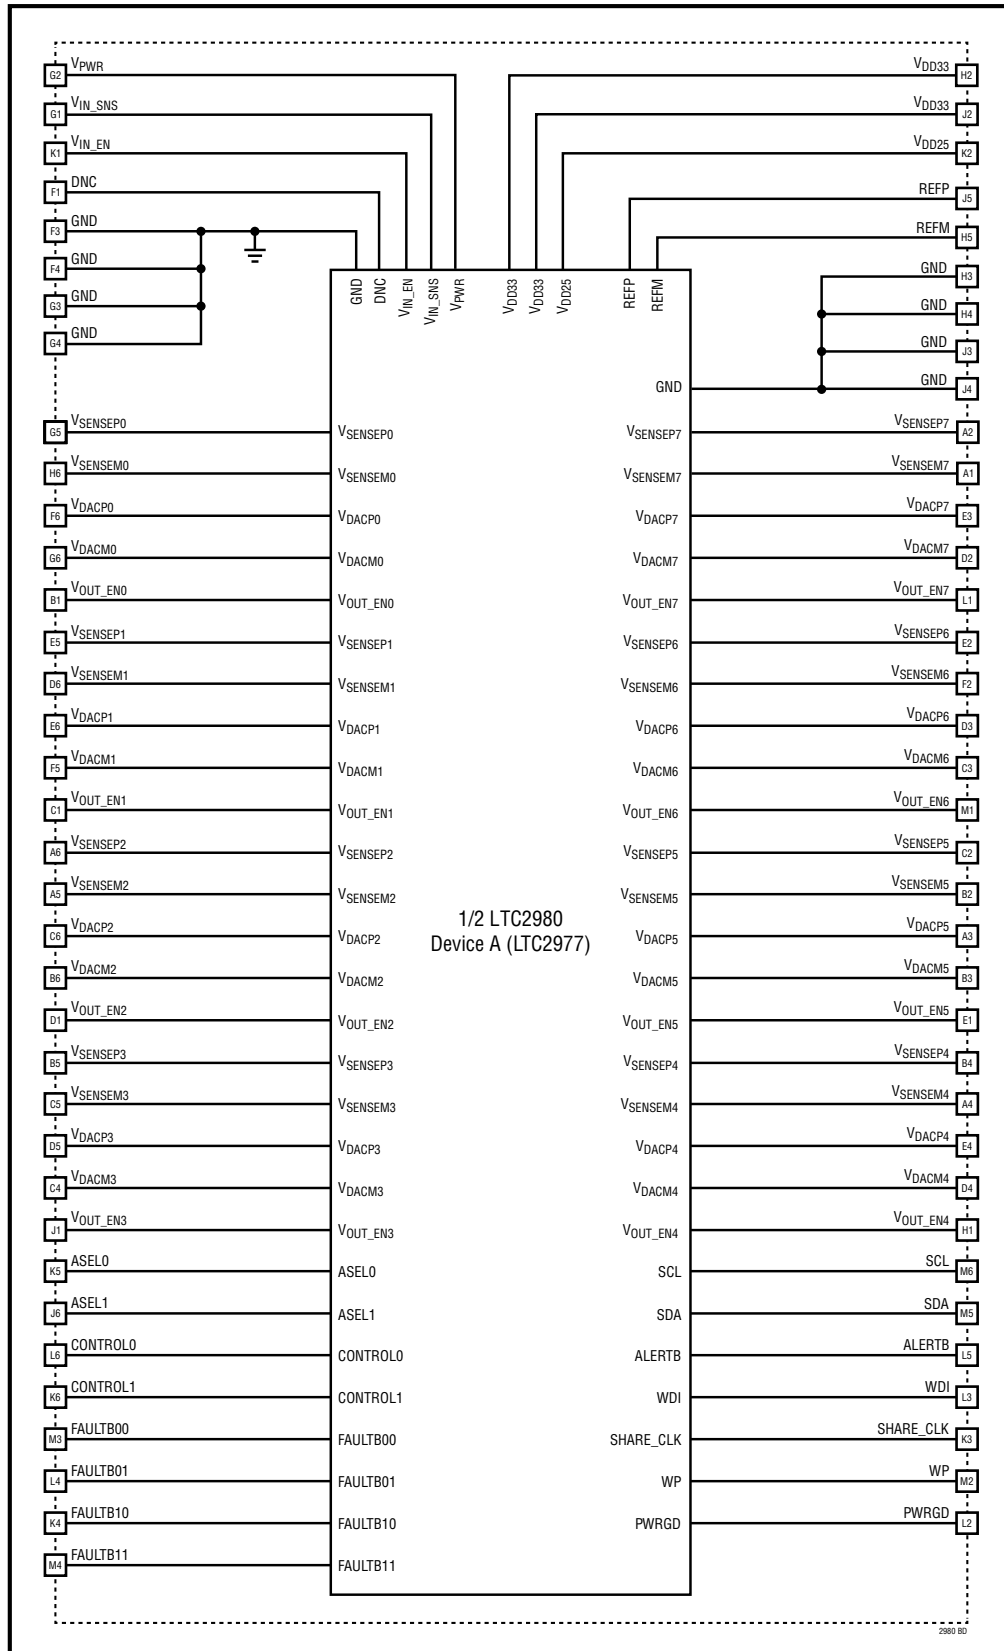 G2 VPWR
G1 VIN_SNS
K1 VIN_EN
F1 DNC
F3 GND
F4 GND
G3 GND
G4 GND
VDD33 H2
VDD33 J2
VDD25 K2
REFP J5
REFM H5
GND H3
GND H4
GND J3
GND J4
GND
DNC
VIN_EN
VIN_SNS
VPWR
VDD33
VDD33
VDD25
REFP
REFM
GND
G5 VSENSEP0 VSENSEP0 VSENSEP7 VSENSEP7 A2
H6 VSENSEM0 VSENSEM0 VSENSEM7 VSENSEM7 A1
F6 VDACP0 VDACP0 VDACP7 VDACP7 E3
G6 VDACM0 VDACM0 VDACM7 VDACM7 D2
B1 VOUT_EN0 VOUT_EN0 VOUT_EN7 VOUT_EN7 L1
E5 VSENSEP1 VSENSEP1 VSENSEP6 VSENSEP6 E2
D6 VSENSEM1 VSENSEM1 VSENSEM6 VSENSEM6 F2
E6 VDACP1 VDACP1 VDACP6 VDACP6 D3
F5 VDACM1 VDACM1 VDACM6 VDACM6 C3
C1 VOUT_EN1 VOUT_EN1 VOUT_EN6 VOUT_EN6 M1
A6 VSENSEP2 VSENSEP2 VSENSEP5 VSENSEP5 C2
A5 VSENSEM2 VSENSEM2 VSENSEM5 VSENSEM5 B2
1/2 LTC2980
Device A (LTC2977)
C6 VDACP2 VDACP2 VDACP5 VDACP5 A3
B6 VDACM2 VDACM2 VDACM5 VDACM5 B3
D1 VOUT_EN2 VOUT_EN2 VOUT_EN5 VOUT_EN5 E1
B5 VSENSEP3 VSENSEP3 VSENSEP4 VSENSEP4 B4
C5 VSENSEM3 VSENSEM3 VSENSEM4 VSENSEM4 A4
D5 VDACP3 VDACP3 VDACP4 VDACP4 E4
C4 VDACM3 VDACM3 VDACM4 VDACM4 D4
J1 VOUT_EN3 VOUT_EN3 VOUT_EN4 VOUT_EN4 H1
K5 ASEL0 ASEL0 SCL SCL M6
J6 ASEL1 ASEL1 SDA SDA M5
L6 CONTROL0 CONTROL0 ALERTB ALERTB L5
K6 CONTROL1 CONTROL1 WDI WDI L3
M3 FAULTB00 FAULTB00 SHARE_CLK SHARE_CLK K3
L4 FAULTB01 FAULTB01 WP WP M2
K4 FAULTB10 FAULTB10 PWRGD PWRGD L2
M4 FAULTB11 FAULTB11
2980 BD